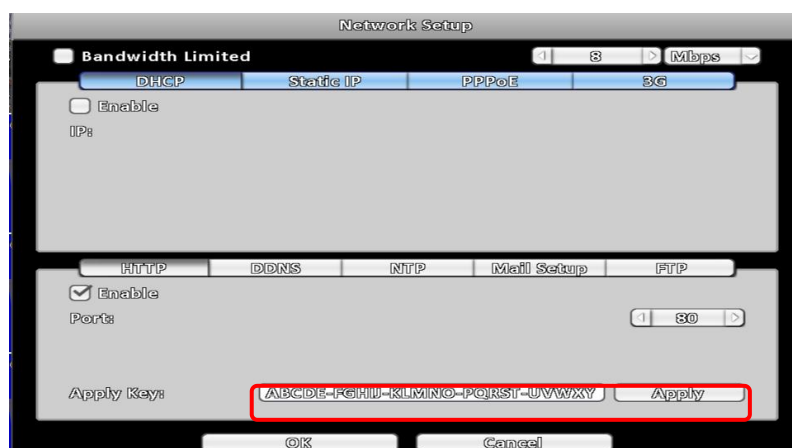 Network Setup
Bandwidth Limited 8 Mbps
DHCP Static IP PPPoE 3G
Enable
IP:
HTTP DDNS NTP Mail Setup FTP
Enable
Port: 80
Apply Key: ABCDE-FGHIJ-KLMNO-PQRST-UVWXY Apply
OK Cancel